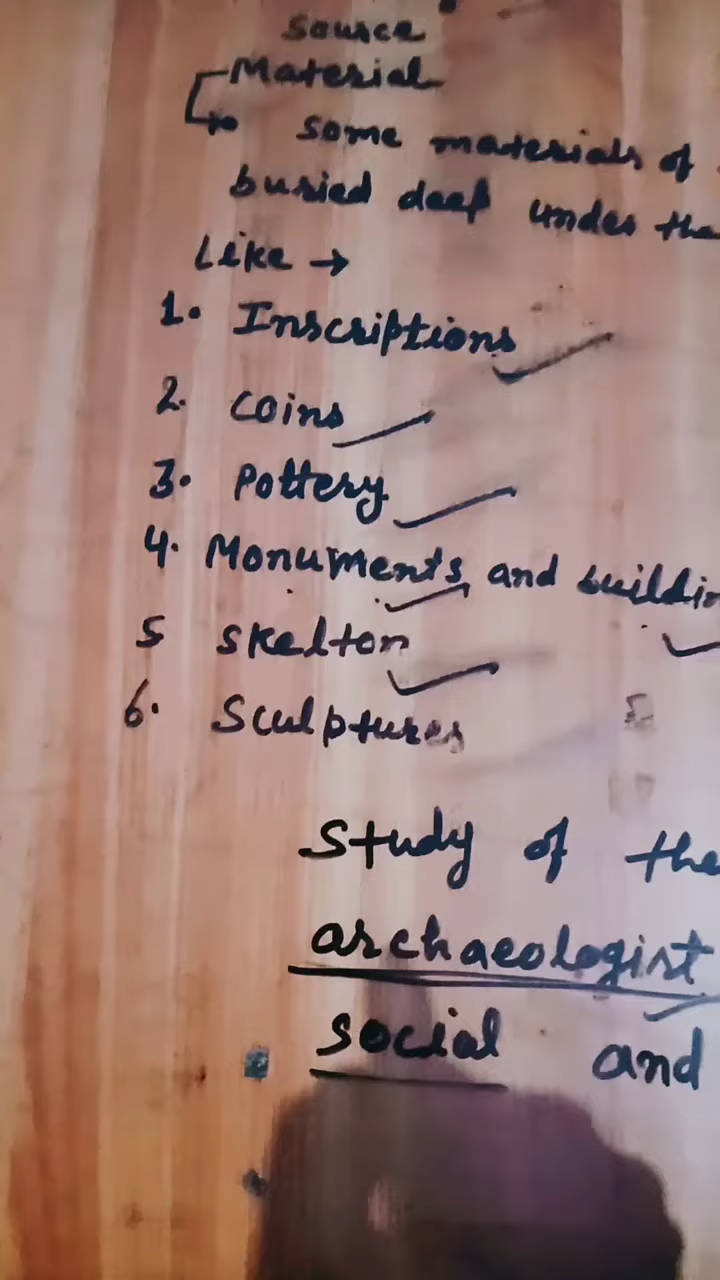 Source
Material
some materials of
buried deep under the
Like →
1. Inscriptions
2. Coins
3. Pottery
4. Monuments and buildin
5 Skelton
6. Sculptures
Study of the
archaeologist
social and